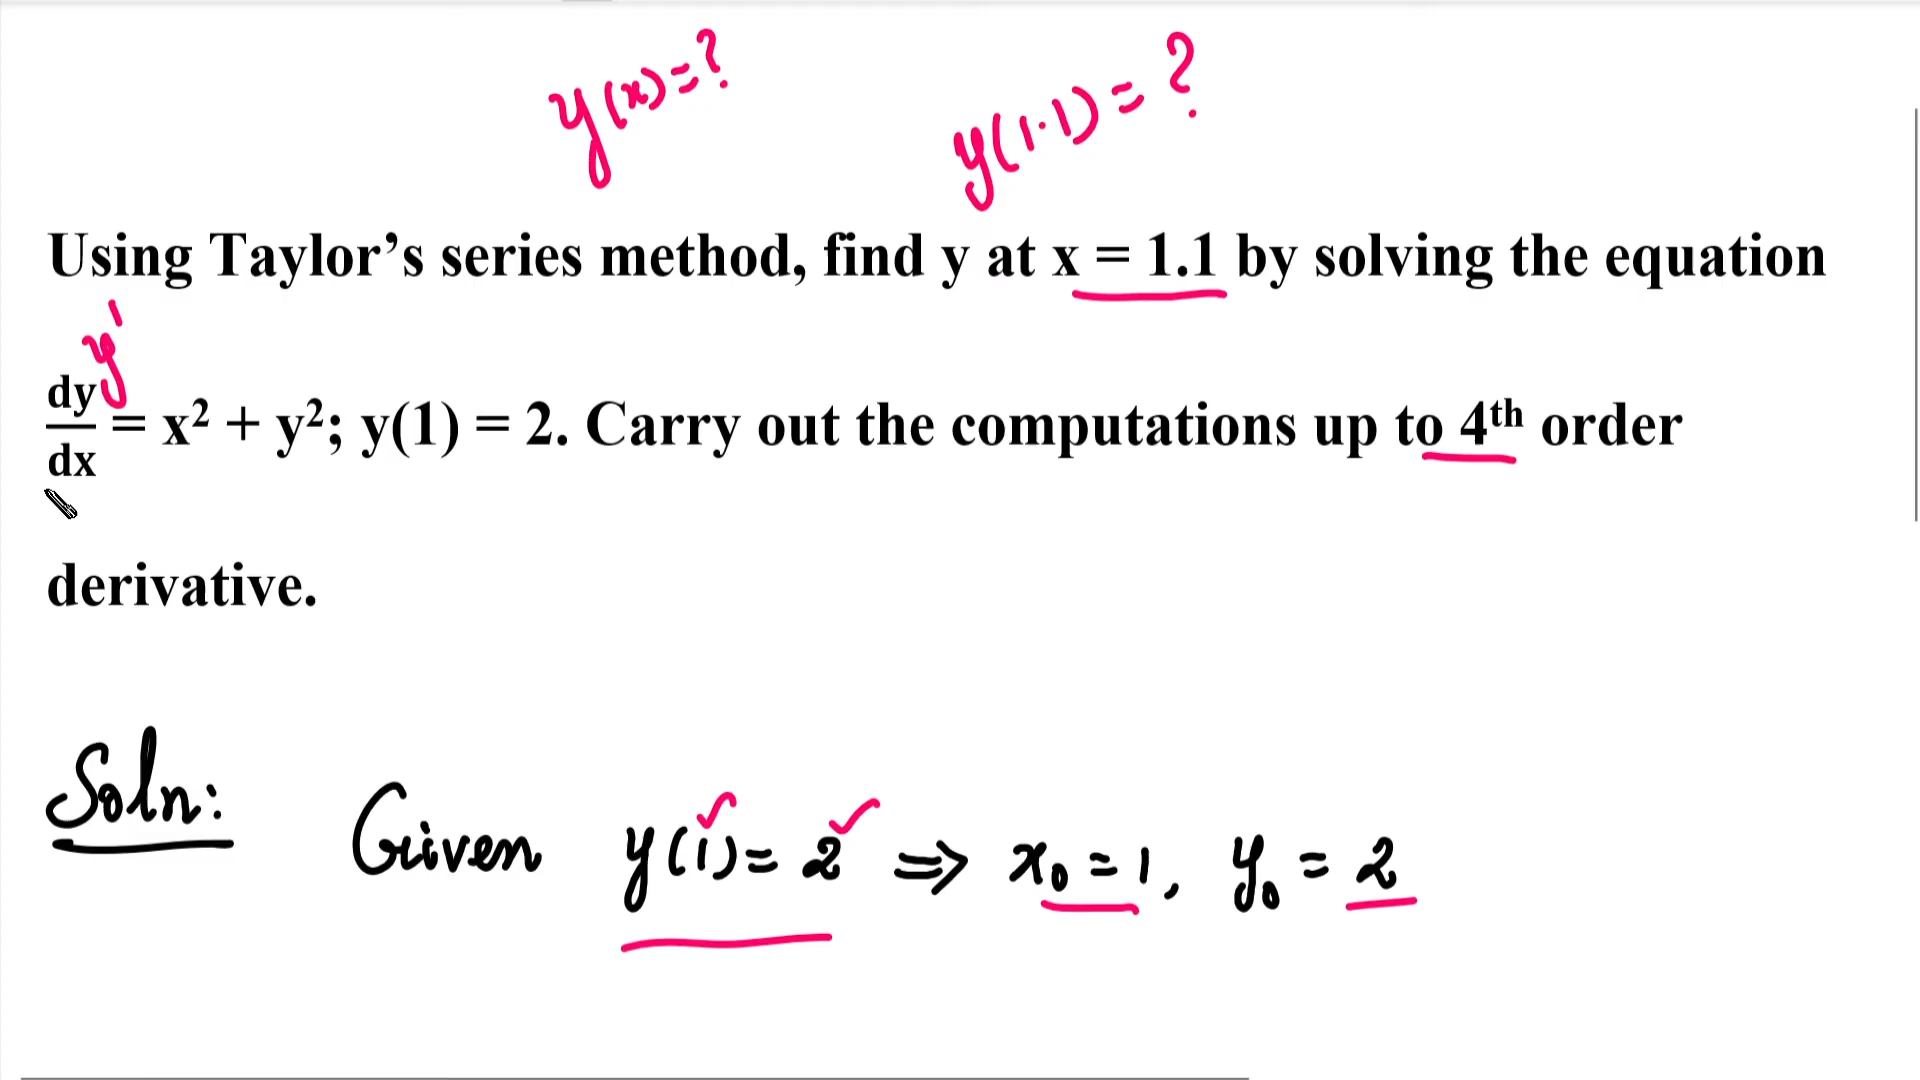 y(x)=? y(1.1)=?
Using Taylor’s series method, find y at x = 1.1 by solving the equation
y'
dy/dx = x² + y²; y(1) = 2. Carry out the computations up to 4th order
derivative.
Soln: Given y(1)=2 ⇒ x₀=1, y₀=2